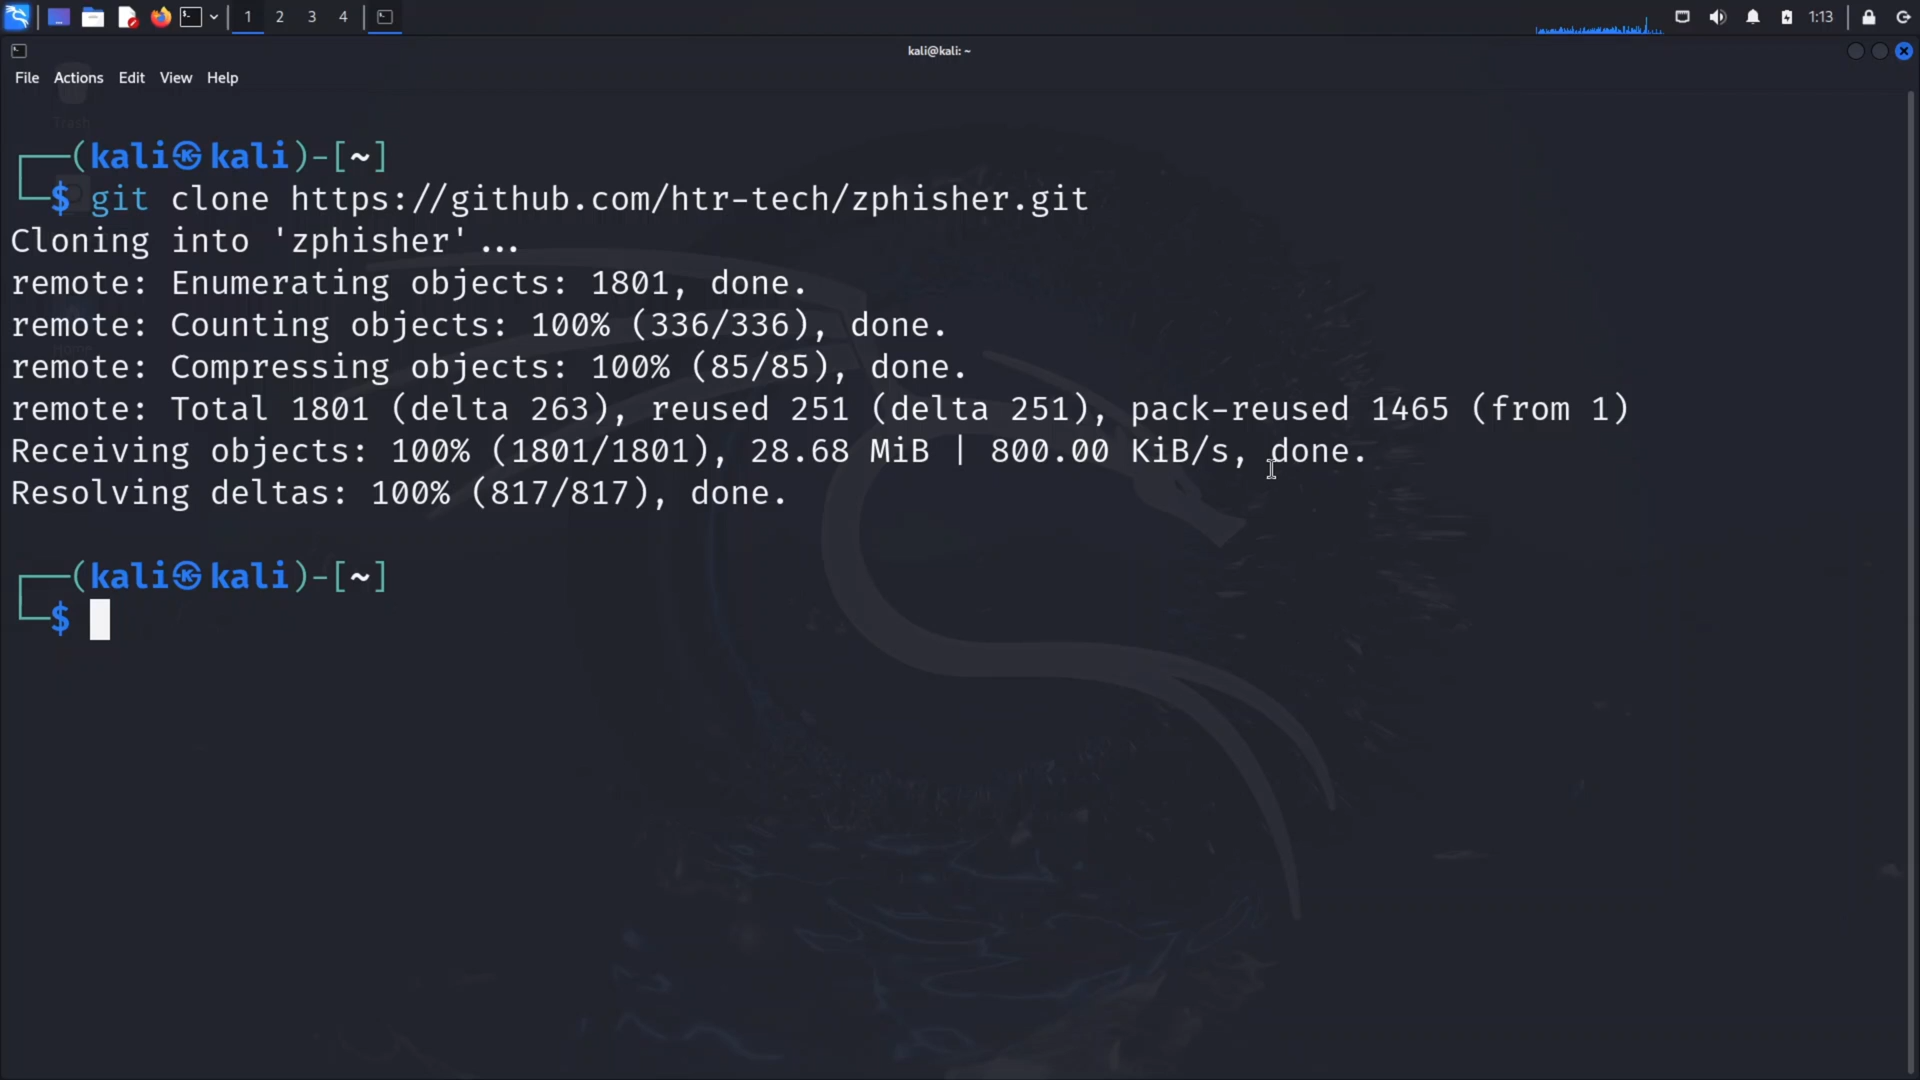 1 2 3 4
1:13
kali@kali: ~
File Actions Edit View Help
Trash
┌──(kali㉿kali)-[~]
└─$ git clone https://github.com/htr-tech/zphisher.git
Cloning into 'zphisher'...
remote: Enumerating objects: 1801, done.
remote: Counting objects: 100% (336/336), done.
remote: Compressing objects: 100% (85/85), done.
remote: Total 1801 (delta 263), reused 251 (delta 251), pack-reused 1465 (from 1)
Receiving objects: 100% (1801/1801), 28.68 MiB | 800.00 KiB/s, done.
Resolving deltas: 100% (817/817), done.
┌──(kali㉿kali)-[~]
└─$